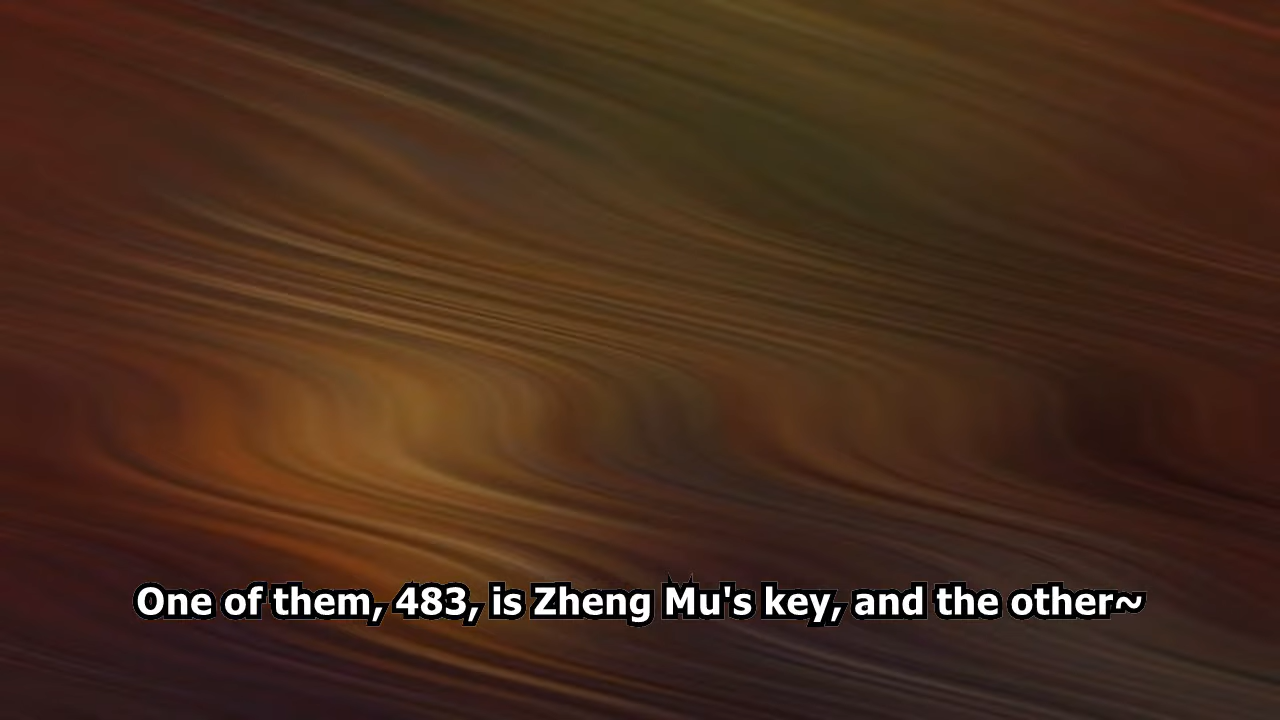 One of them, 483, is Zheng Mu's key, and the other~